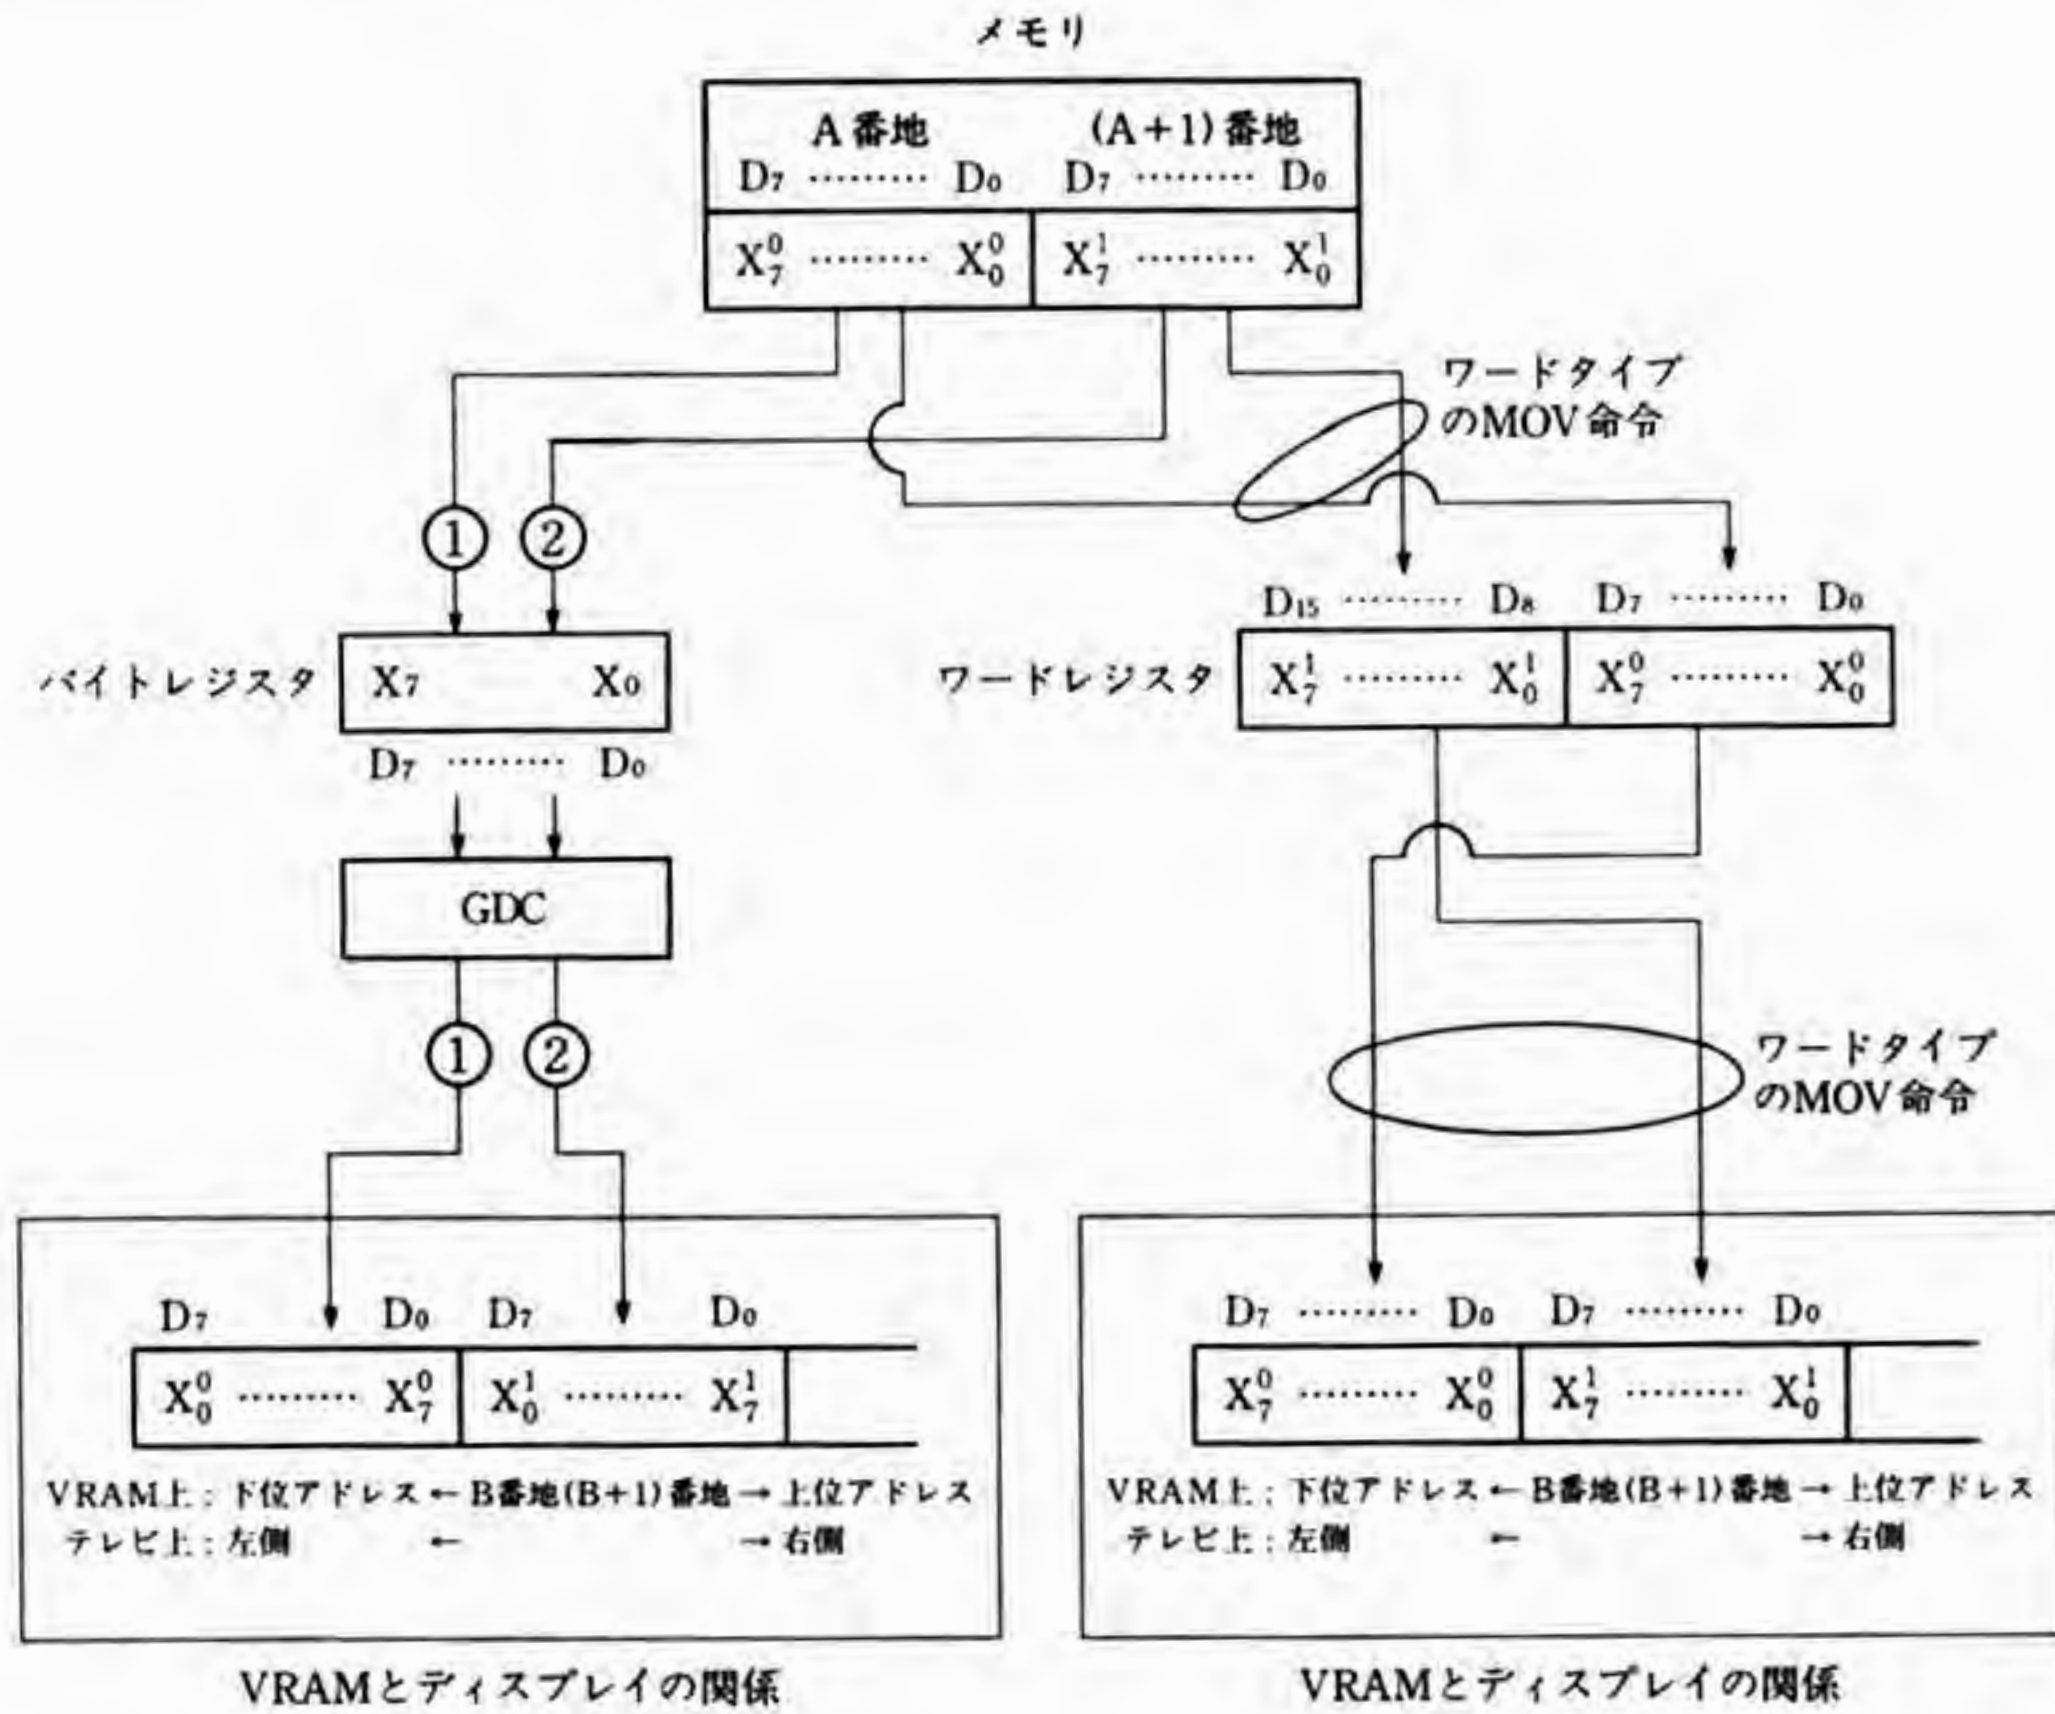 メモリ
A番地 (A+1)番地
D₇ ……… D₀ D₇ ……… D₀
X⁰₇ ……… X⁰₀ X¹₇ ……… X¹₀
ワードタイプ
のMOV命令
① ②
D₁₅ ……… D₈ D₇ ……… D₀
バイトレジスタ X₇ X₀
ワードレジスタ X¹₇ ……… X¹₀ X⁰₇ ……… X⁰₀
D₇ ……… D₀
GDC
① ②
ワードタイプ
のMOV命令
D₇ D₀ D₇ D₀
X⁰₀ ……… X⁰₇ X¹₀ ……… X¹₇
VRAM上:下位アドレス←B番地(B+1)番地→上位アドレス
テレビ上:左側 ← →右側
VRAMとディスプレイの関係
D₇ ……… D₀ D₇ ……… D₀
X⁰₇ ……… X⁰₀ X¹₇ ……… X¹₀
VRAM上:下位アドレス←B番地(B+1)番地→上位アドレス
テレビ上:左側 ← →右側
VRAMとディスプレイの関係